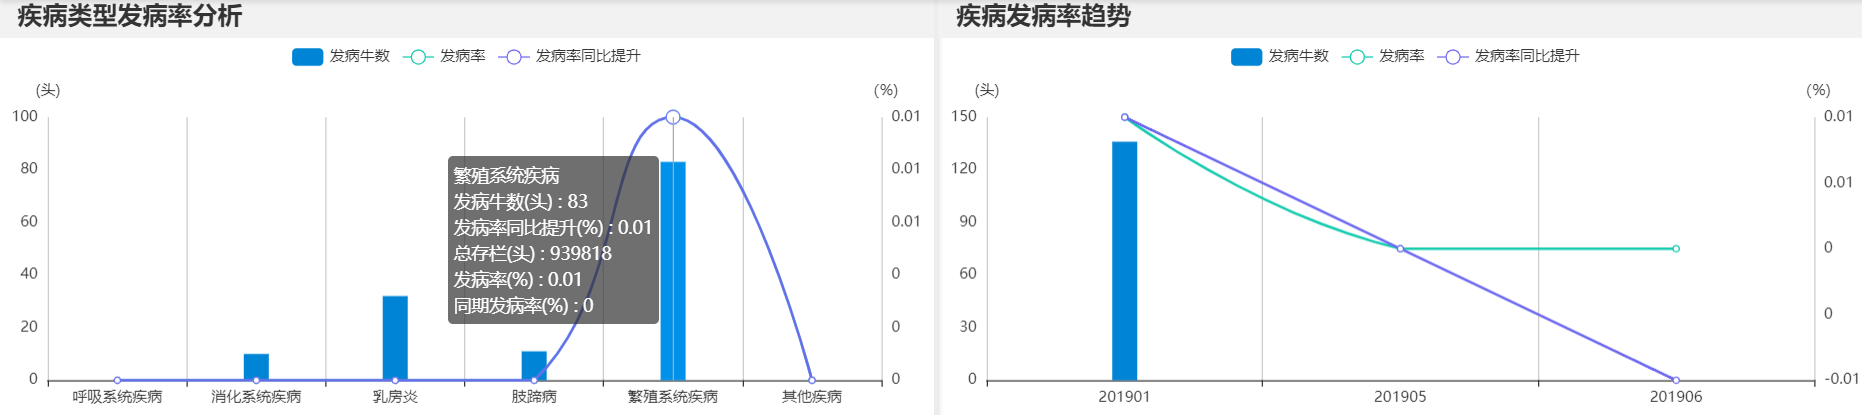 疾病类型发病率分析
发病牛数 发病率 发病率同比提升
(头) (%)
100 0.01
80 0.01
60 0.01
40 0
20 0
0 0
繁殖系统疾病
发病牛数(头) : 83
发病率同比提升(%) : 0.01
总存栏(头) : 939818
发病率(%) : 0.01
同期发病率(%) : 0
呼吸系统疾病 消化系统疾病 乳房炎 肢蹄病 繁殖系统疾病 其他疾病
疾病发病率趋势
发病牛数 发病率 发病率同比提升
(头) (%)
150 0.01
120 0.01
90 0
60 0
30 -0.01
0
201901 201905 201906